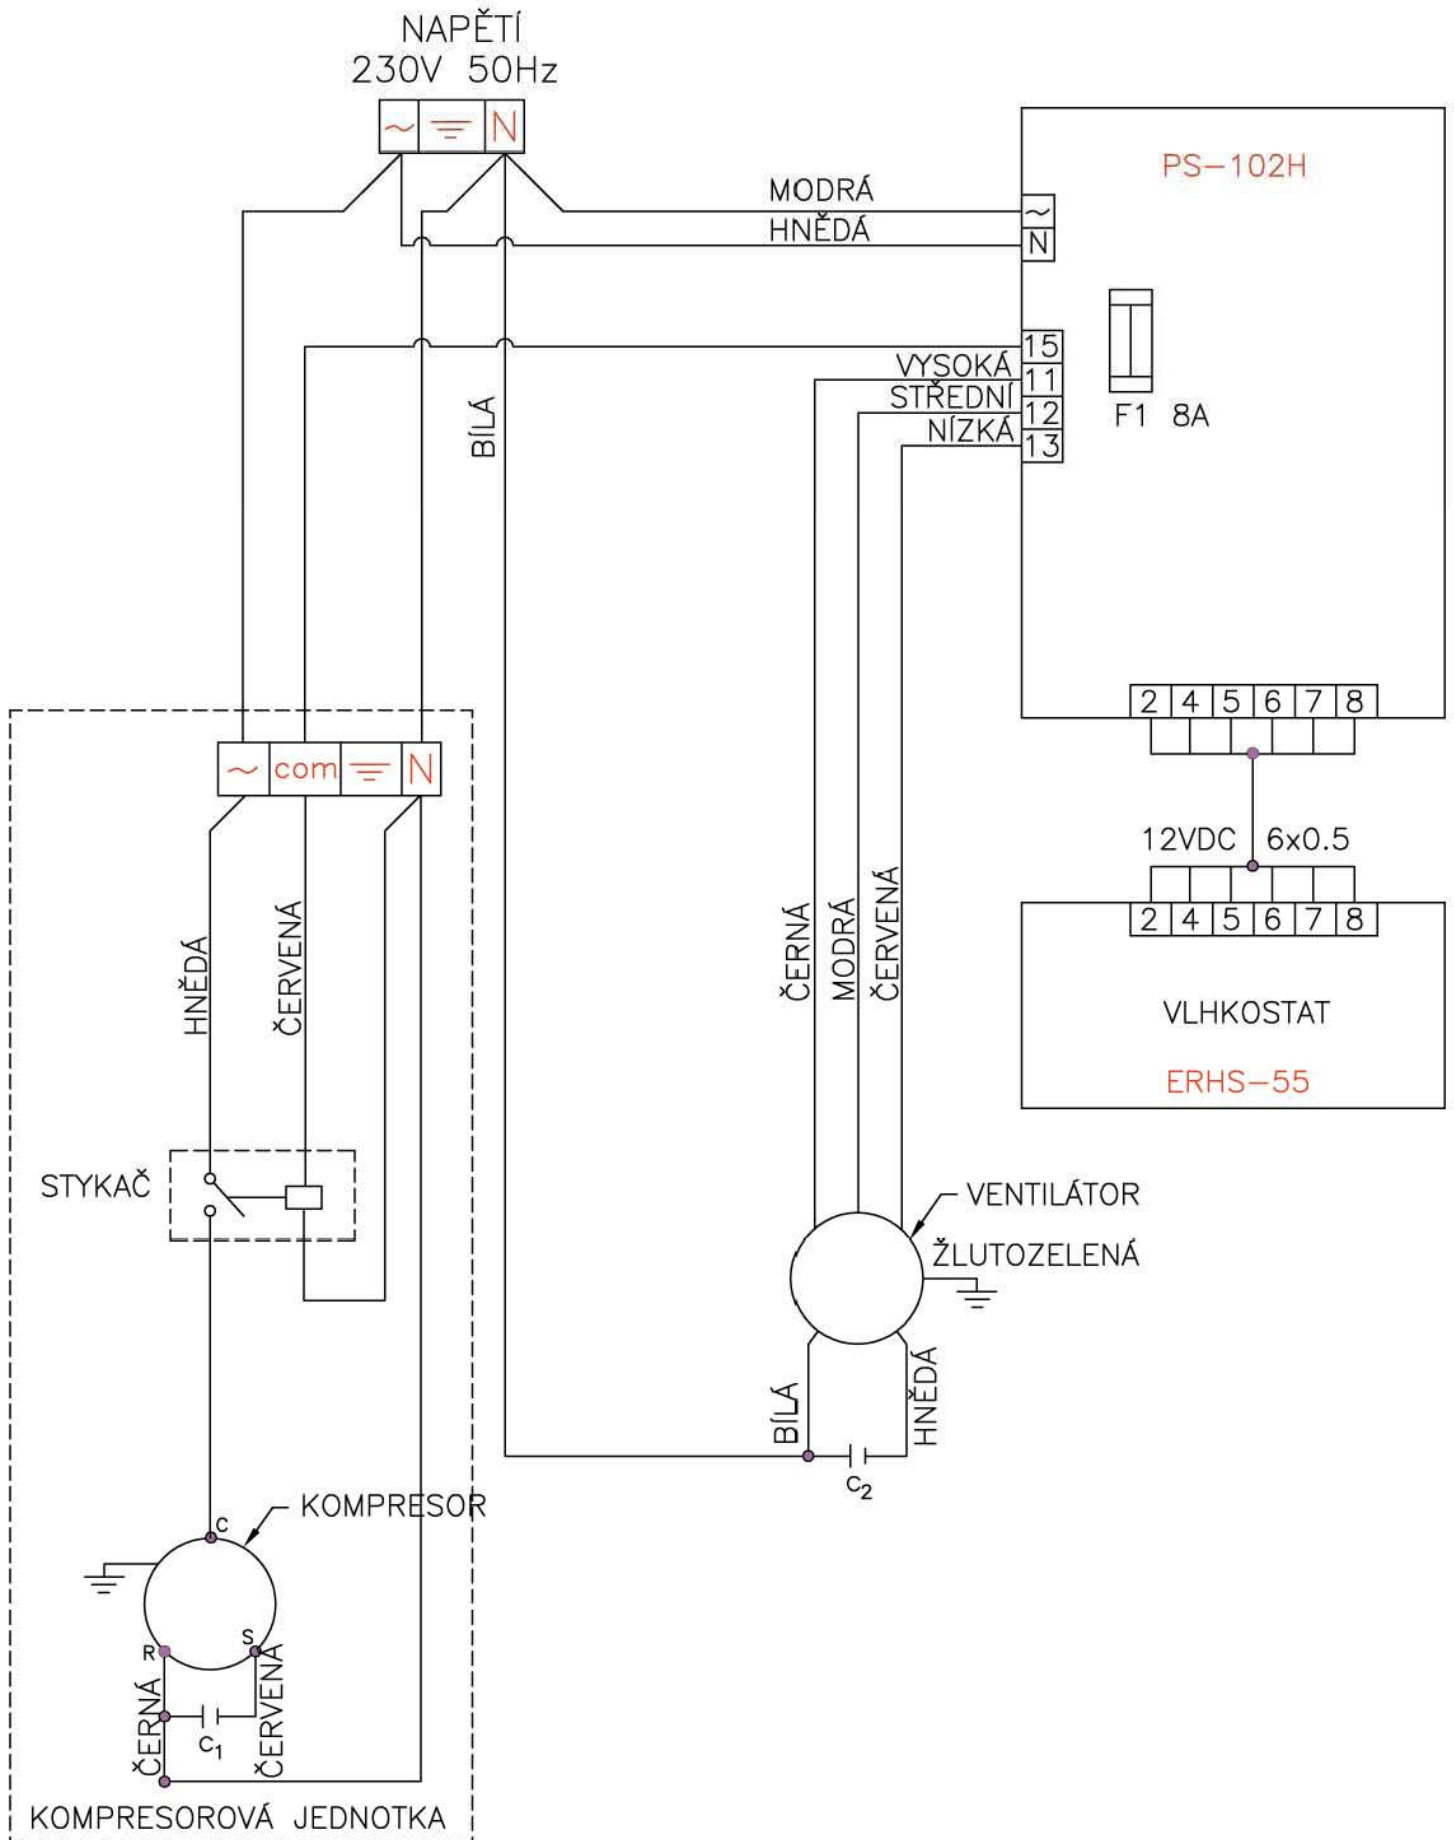 NAPĚTÍ
230V 50Hz
~ N
PS-102H
MODRÁ
~
HNĚDÁ
N
15
VYSOKÁ
11
STŘEDNÍ
12
NÍZKÁ
13
F1 8A
BÍLÁ
2 4 5 6 7 8
~ com N
12VDC 6x0.5
2 4 5 6 7 8
HNĚDÁ
ČERVENÁ
ČERNÁ
MODRÁ
ČERVENÁ
VLHKOSTAT
ERHS-55
STYKAČ
VENTILÁTOR
ŽLUTOZELENÁ
BÍLÁ
HNĚDÁ
C2
KOMPRESOR
C
R
S
ČERNÁ
ČERVENÁ
C1
KOMPRESOROVÁ JEDNOTKA